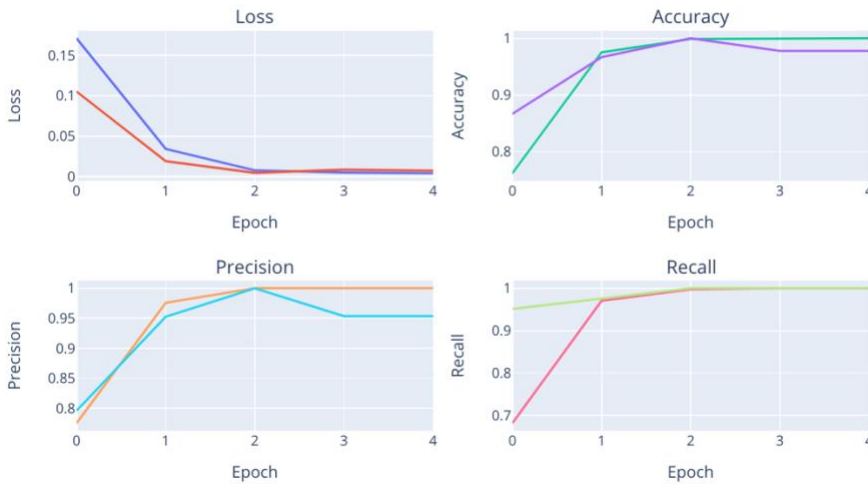 Loss
Loss
0.15
0.1
0.05
0
0 1 2 3 4
Epoch
Accuracy
Accuracy
1
0.9
0.8
0 1 2 3 4
Epoch
Precision
Precision
1
0.95
0.9
0.85
0.8
0 1 2 3 4
Epoch
Recall
Recall
1
0.9
0.8
0.7
0 1 2 3 4
Epoch